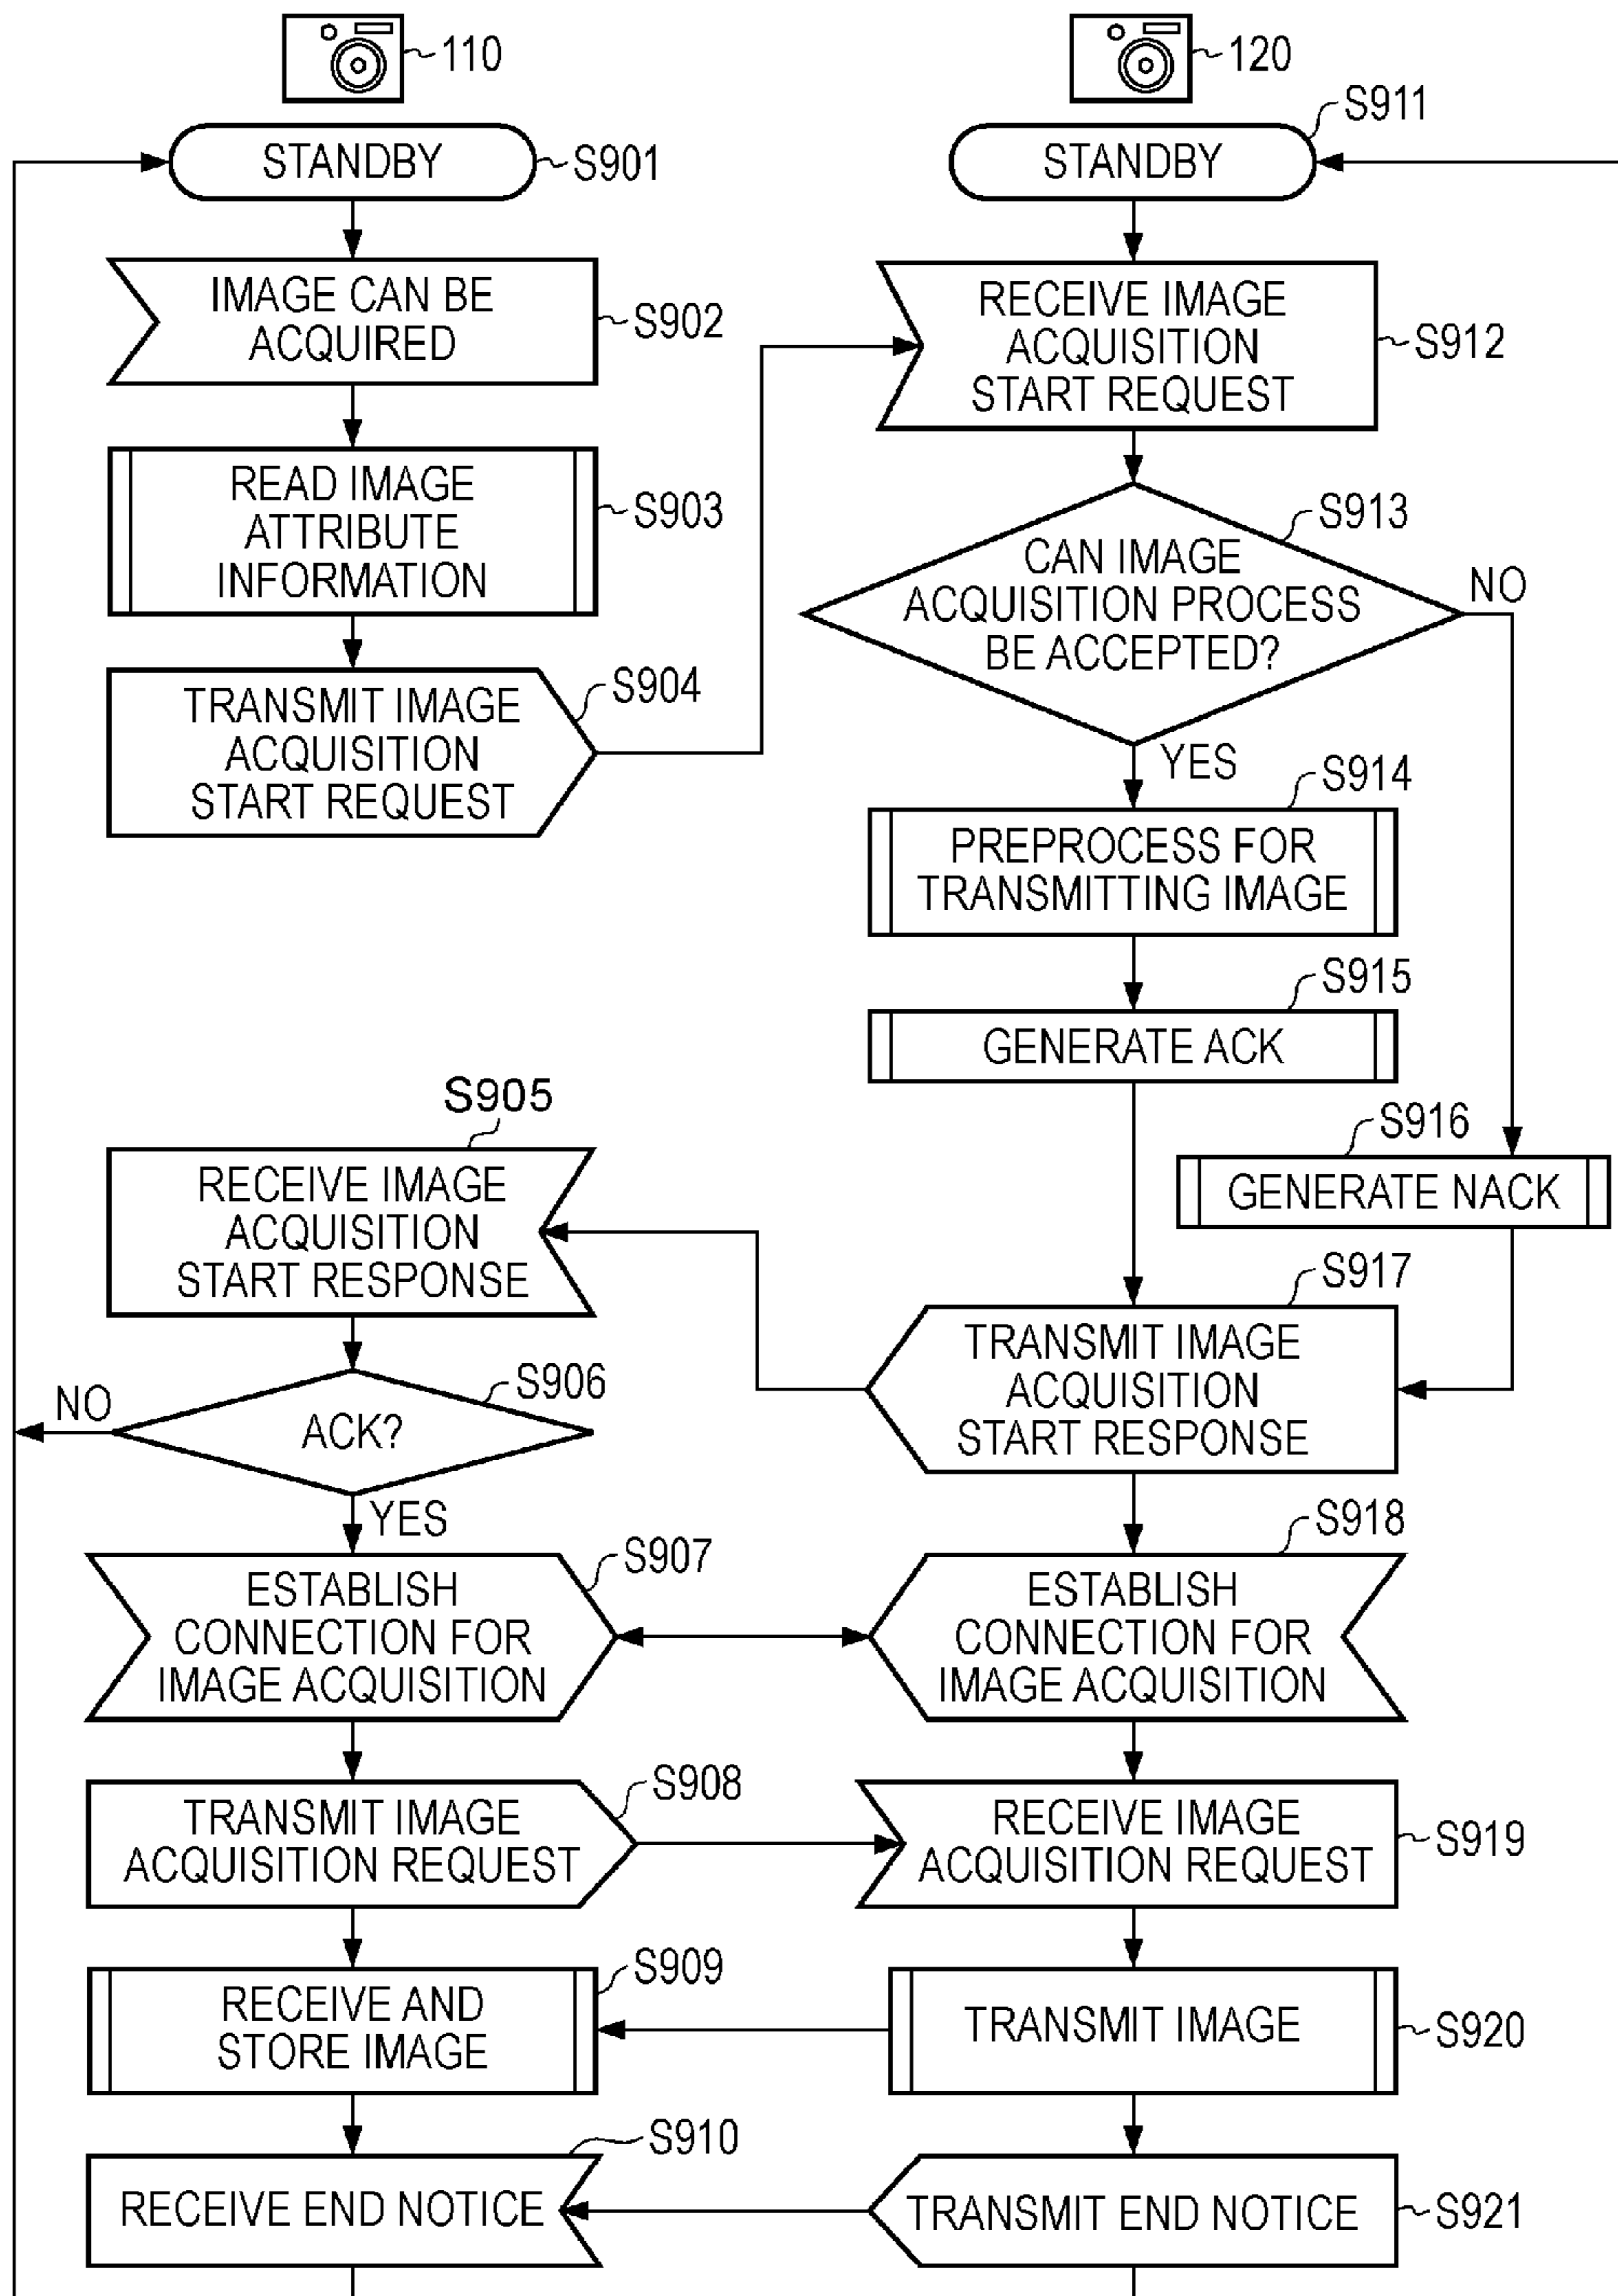 110
STANDBY
S901
IMAGE CAN BE
ACQUIRED
S902
READ IMAGE
ATTRIBUTE
INFORMATION
S903
TRANSMIT IMAGE
ACQUISITION
START REQUEST
S904
120
STANDBY
S911
RECEIVE IMAGE
ACQUISITION
START REQUEST
S912
CAN IMAGE
ACQUISITION PROCESS
BE ACCEPTED?
S913
NO
YES
PREPROCESS FOR
TRANSMITTING IMAGE
S914
GENERATE ACK
S915
GENERATE NACK
S916
TRANSMIT IMAGE
ACQUISITION
START RESPONSE
S917
S905
RECEIVE IMAGE
ACQUISITION
START RESPONSE
ACK?
S906
NO
YES
ESTABLISH
CONNECTION FOR
IMAGE ACQUISITION
S907
ESTABLISH
CONNECTION FOR
IMAGE ACQUISITION
S918
TRANSMIT IMAGE
ACQUISITION REQUEST
S908
RECEIVE IMAGE
ACQUISITION REQUEST
S919
RECEIVE AND
STORE IMAGE
S909
TRANSMIT IMAGE
S920
RECEIVE END NOTICE
S910
TRANSMIT END NOTICE
S921